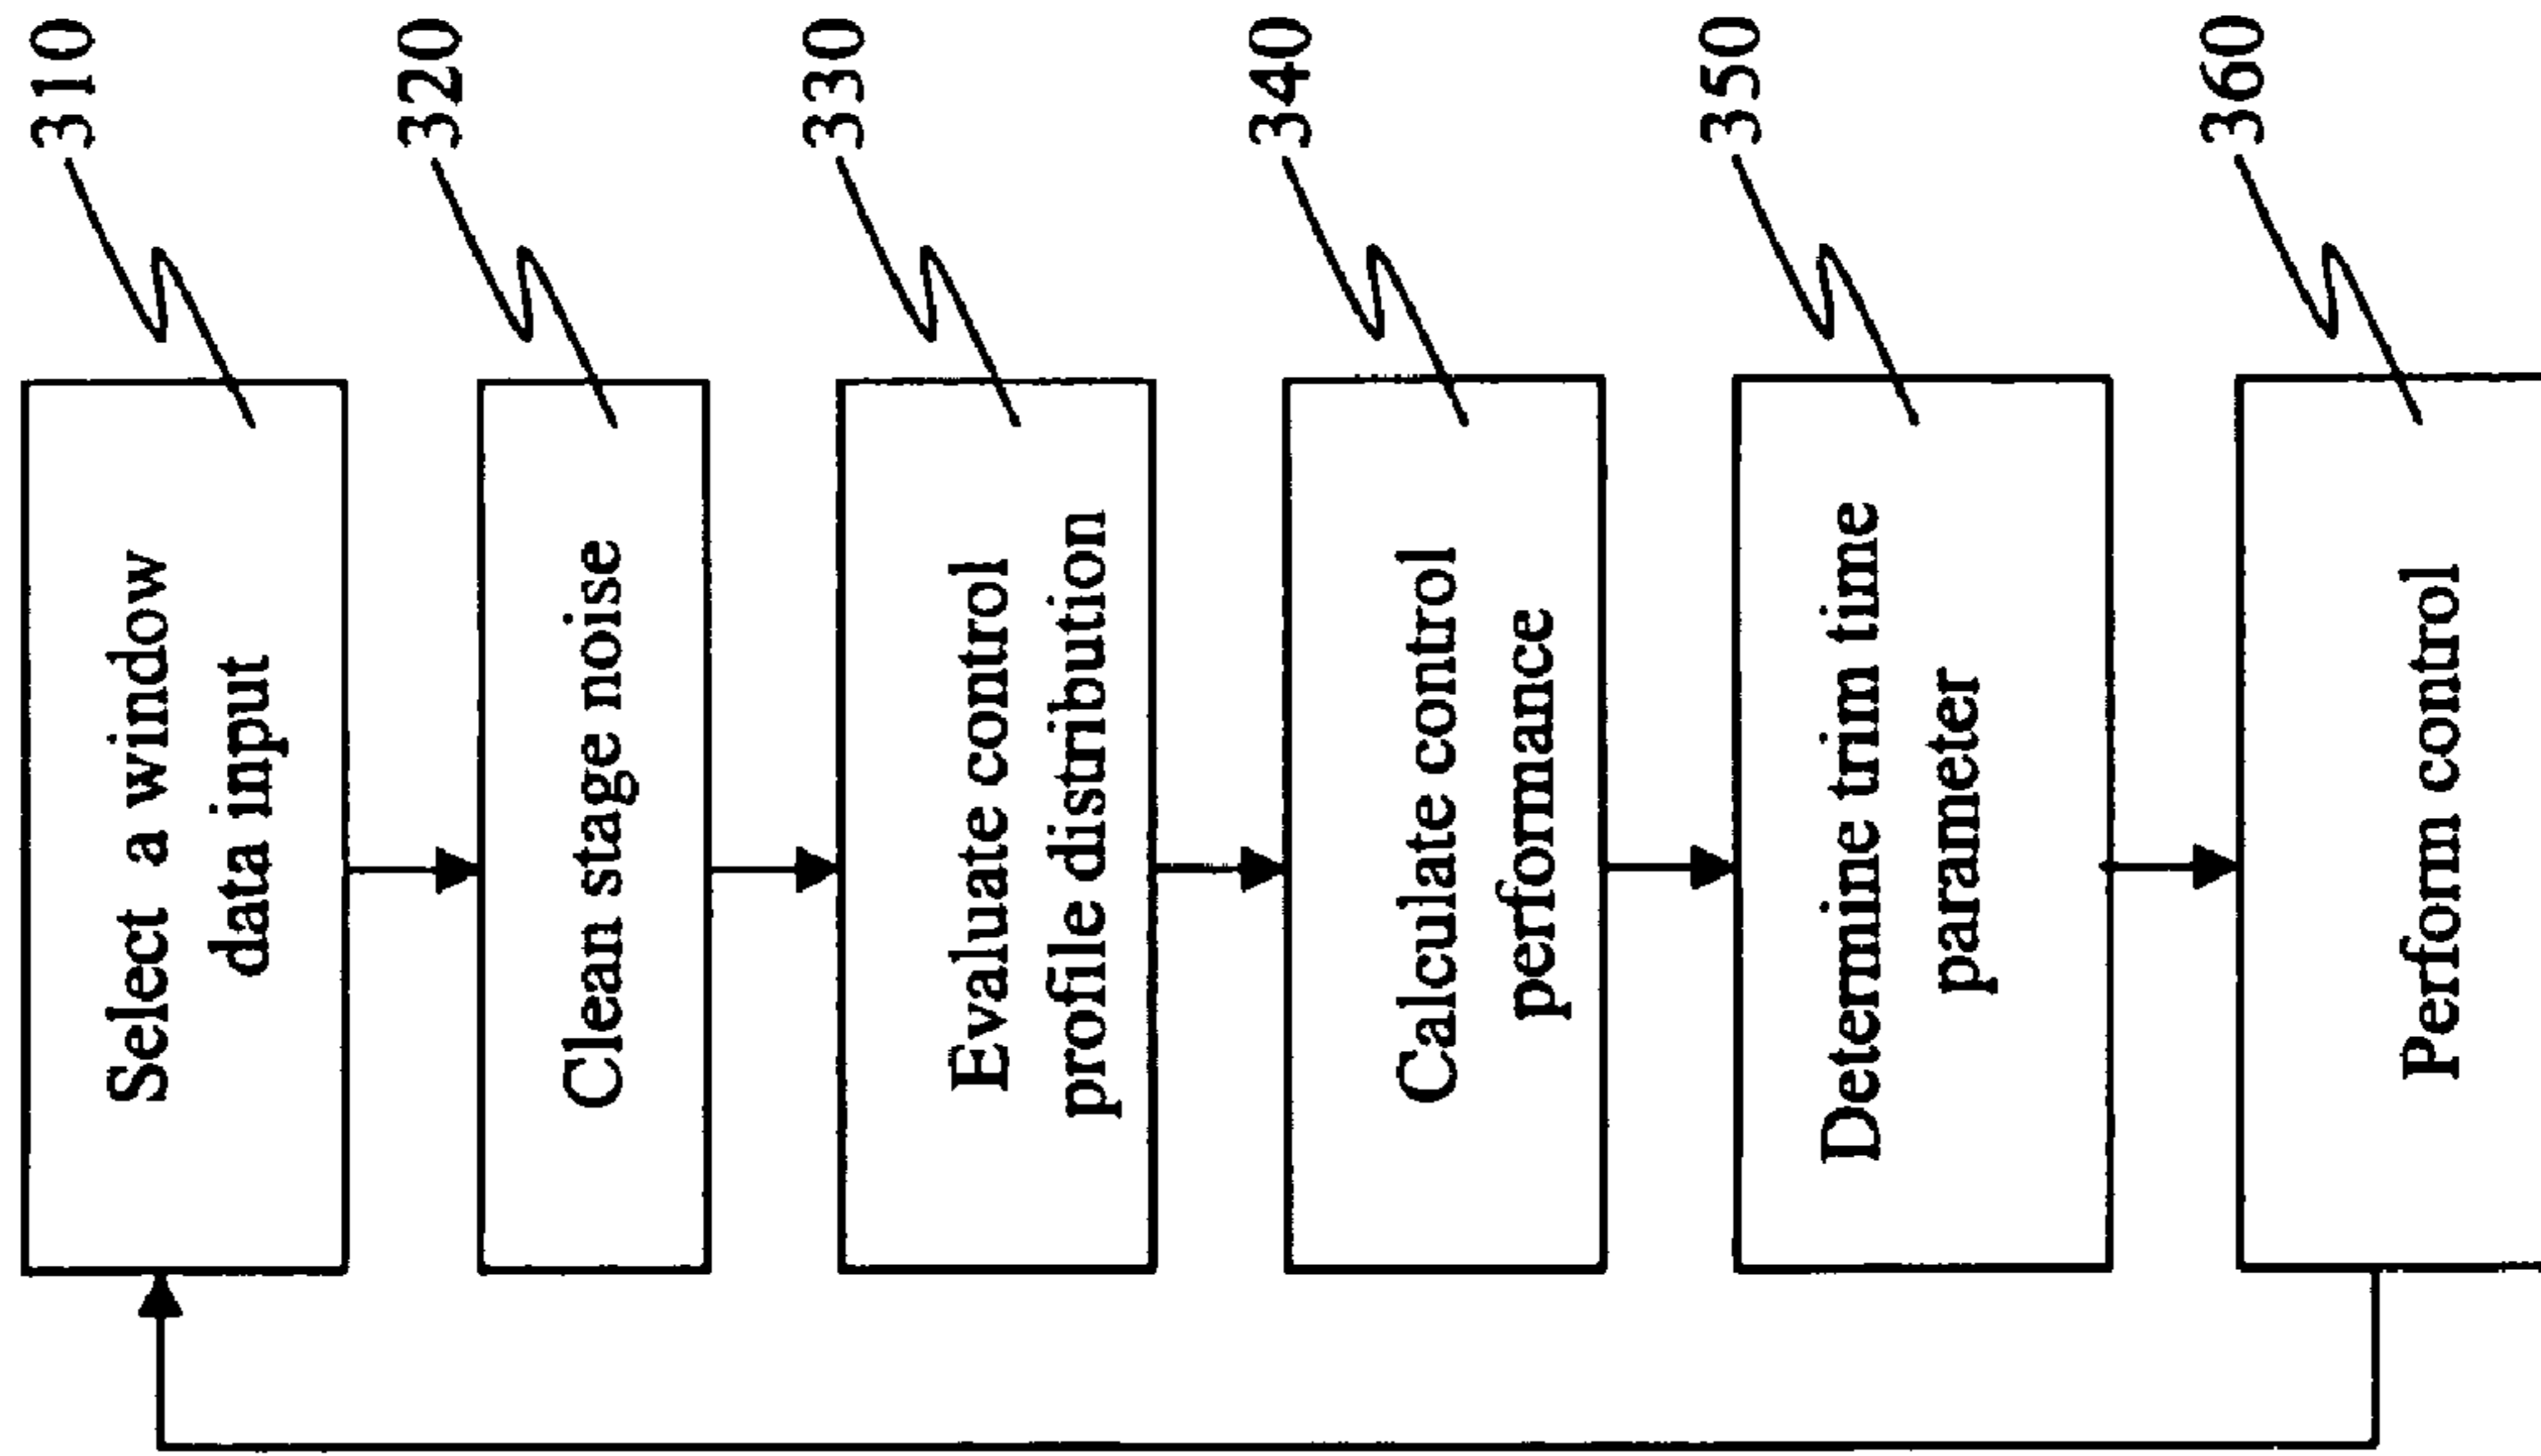 310
Select a window
data input
320
Clean stage noise
330
Evaluate control
profile distribution
340
Calculate control
performance
350
Determine trim time
parameter
360
Perform control